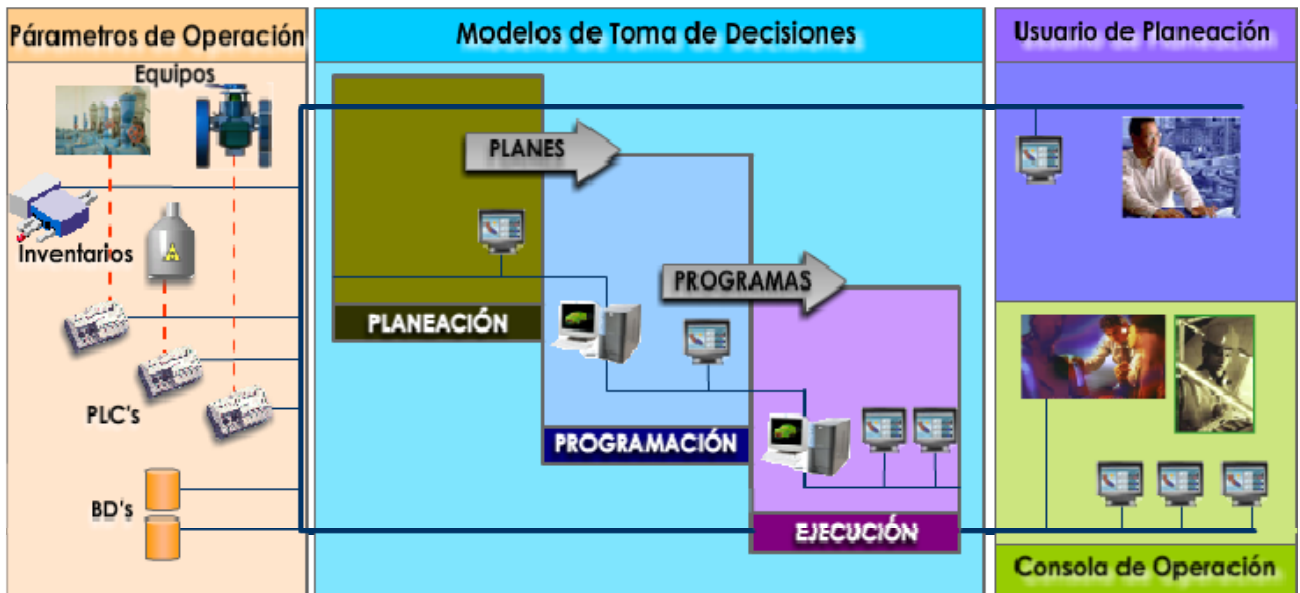 Párametros de Operación
Equipos
Inventarios
A
PLC's
BD's
Modelos de Toma de Decisiones
PLANES
PROGRAMAS
PLANEACIÓN
PROGRAMACIÓN
EJECUCIÓN
Usuario de Planeación
Consola de Operación